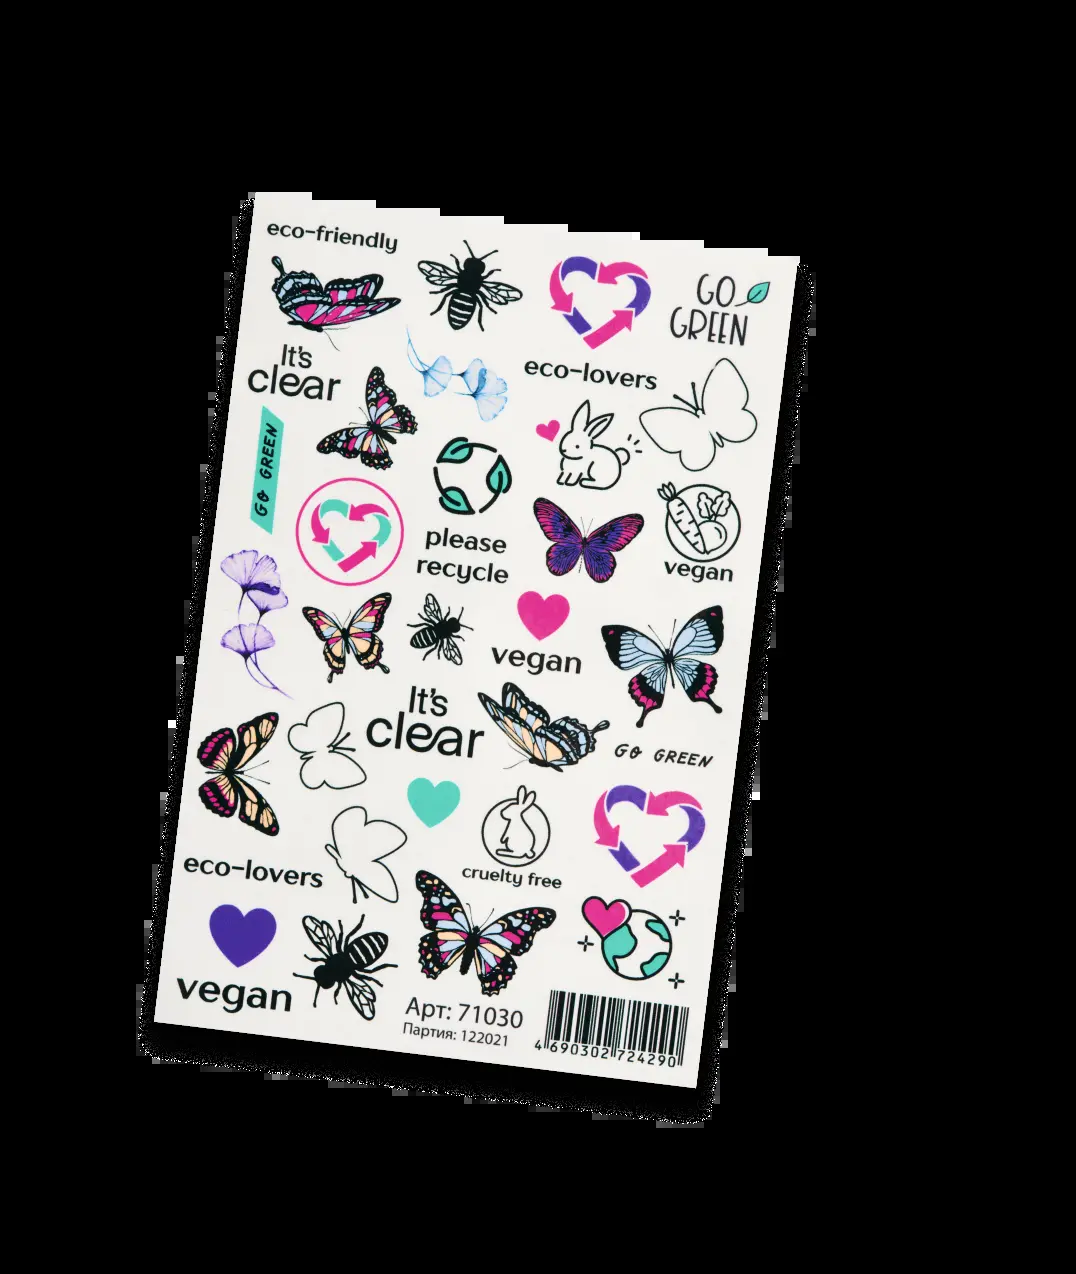 eco-friendly
GO
GREEN
It's
clear
eco-lovers
GO GREEN
please
recycle
vegan
vegan
It's
clear
GO GREEN
eco-lovers
cruelty free
vegan
Арт: 71030
Партия: 122021
4 690302 724290